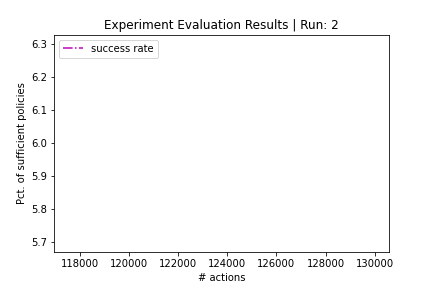 Experiment Evaluation Results | Run: 2
success rate
Pct. of sufficient policies
6.3
6.2
6.1
6.0
5.9
5.8
5.7
118000 120000 122000 124000 126000 128000 130000
# actions